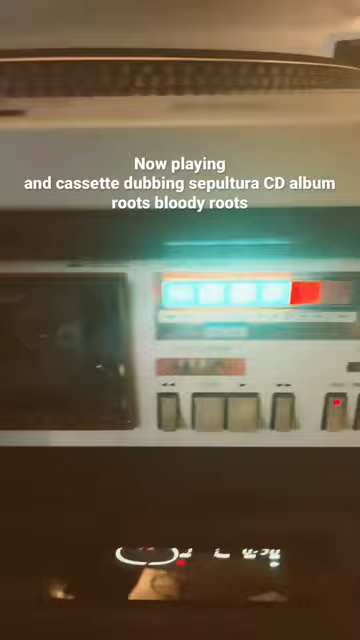 Now playing
and cassette dubbing sepultura CD album
roots bloody roots